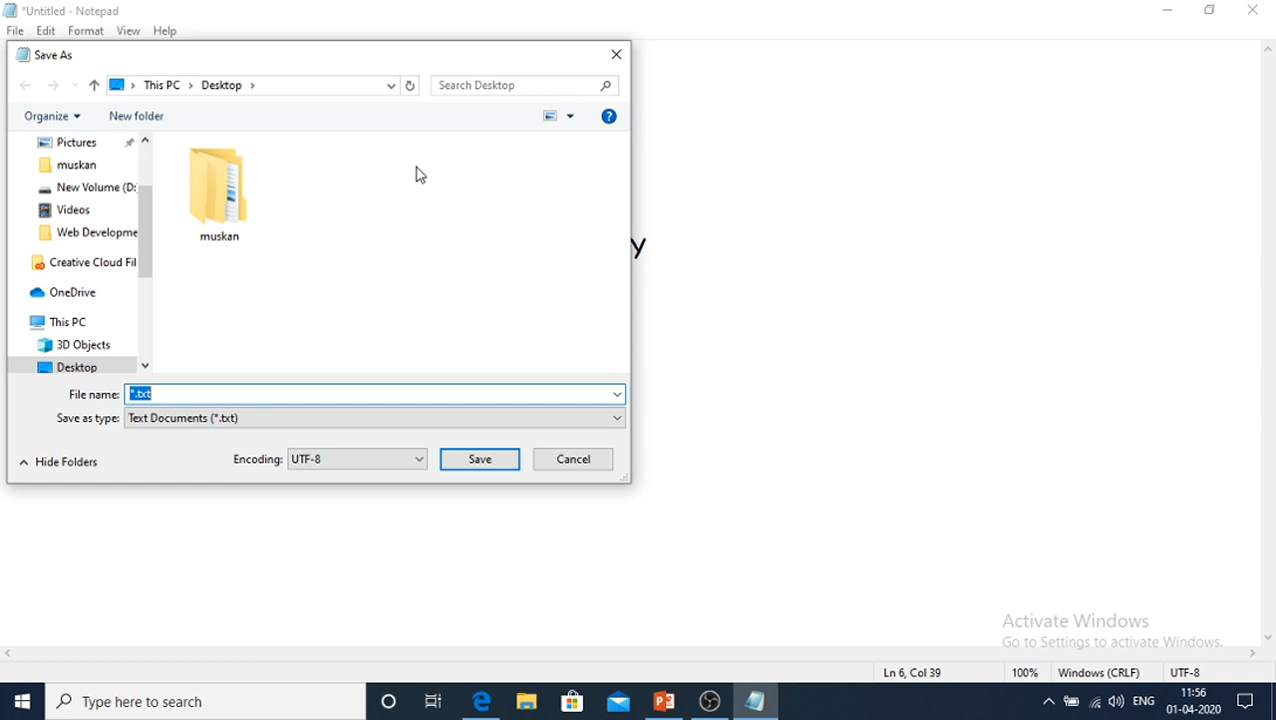 *Untitled - Notepad
File Edit Format View Help
Save As
This PC > Desktop >
Search Desktop
Organize New folder
Pictures
muskan
New Volume (D:
Videos
Web Developme
Creative Cloud Fil
OneDrive
This PC
3D Objects
Desktop
muskan
y
File name: *.txt
Save as type: Text Documents (*.txt)
Hide Folders
Encoding: UTF-8
Save
Cancel
Activate Windows
Go to Settings to activate Windows.
Ln 6, Col 39 100% Windows (CRLF) UTF-8
Type here to search
ENG
11:56
01-04-2020